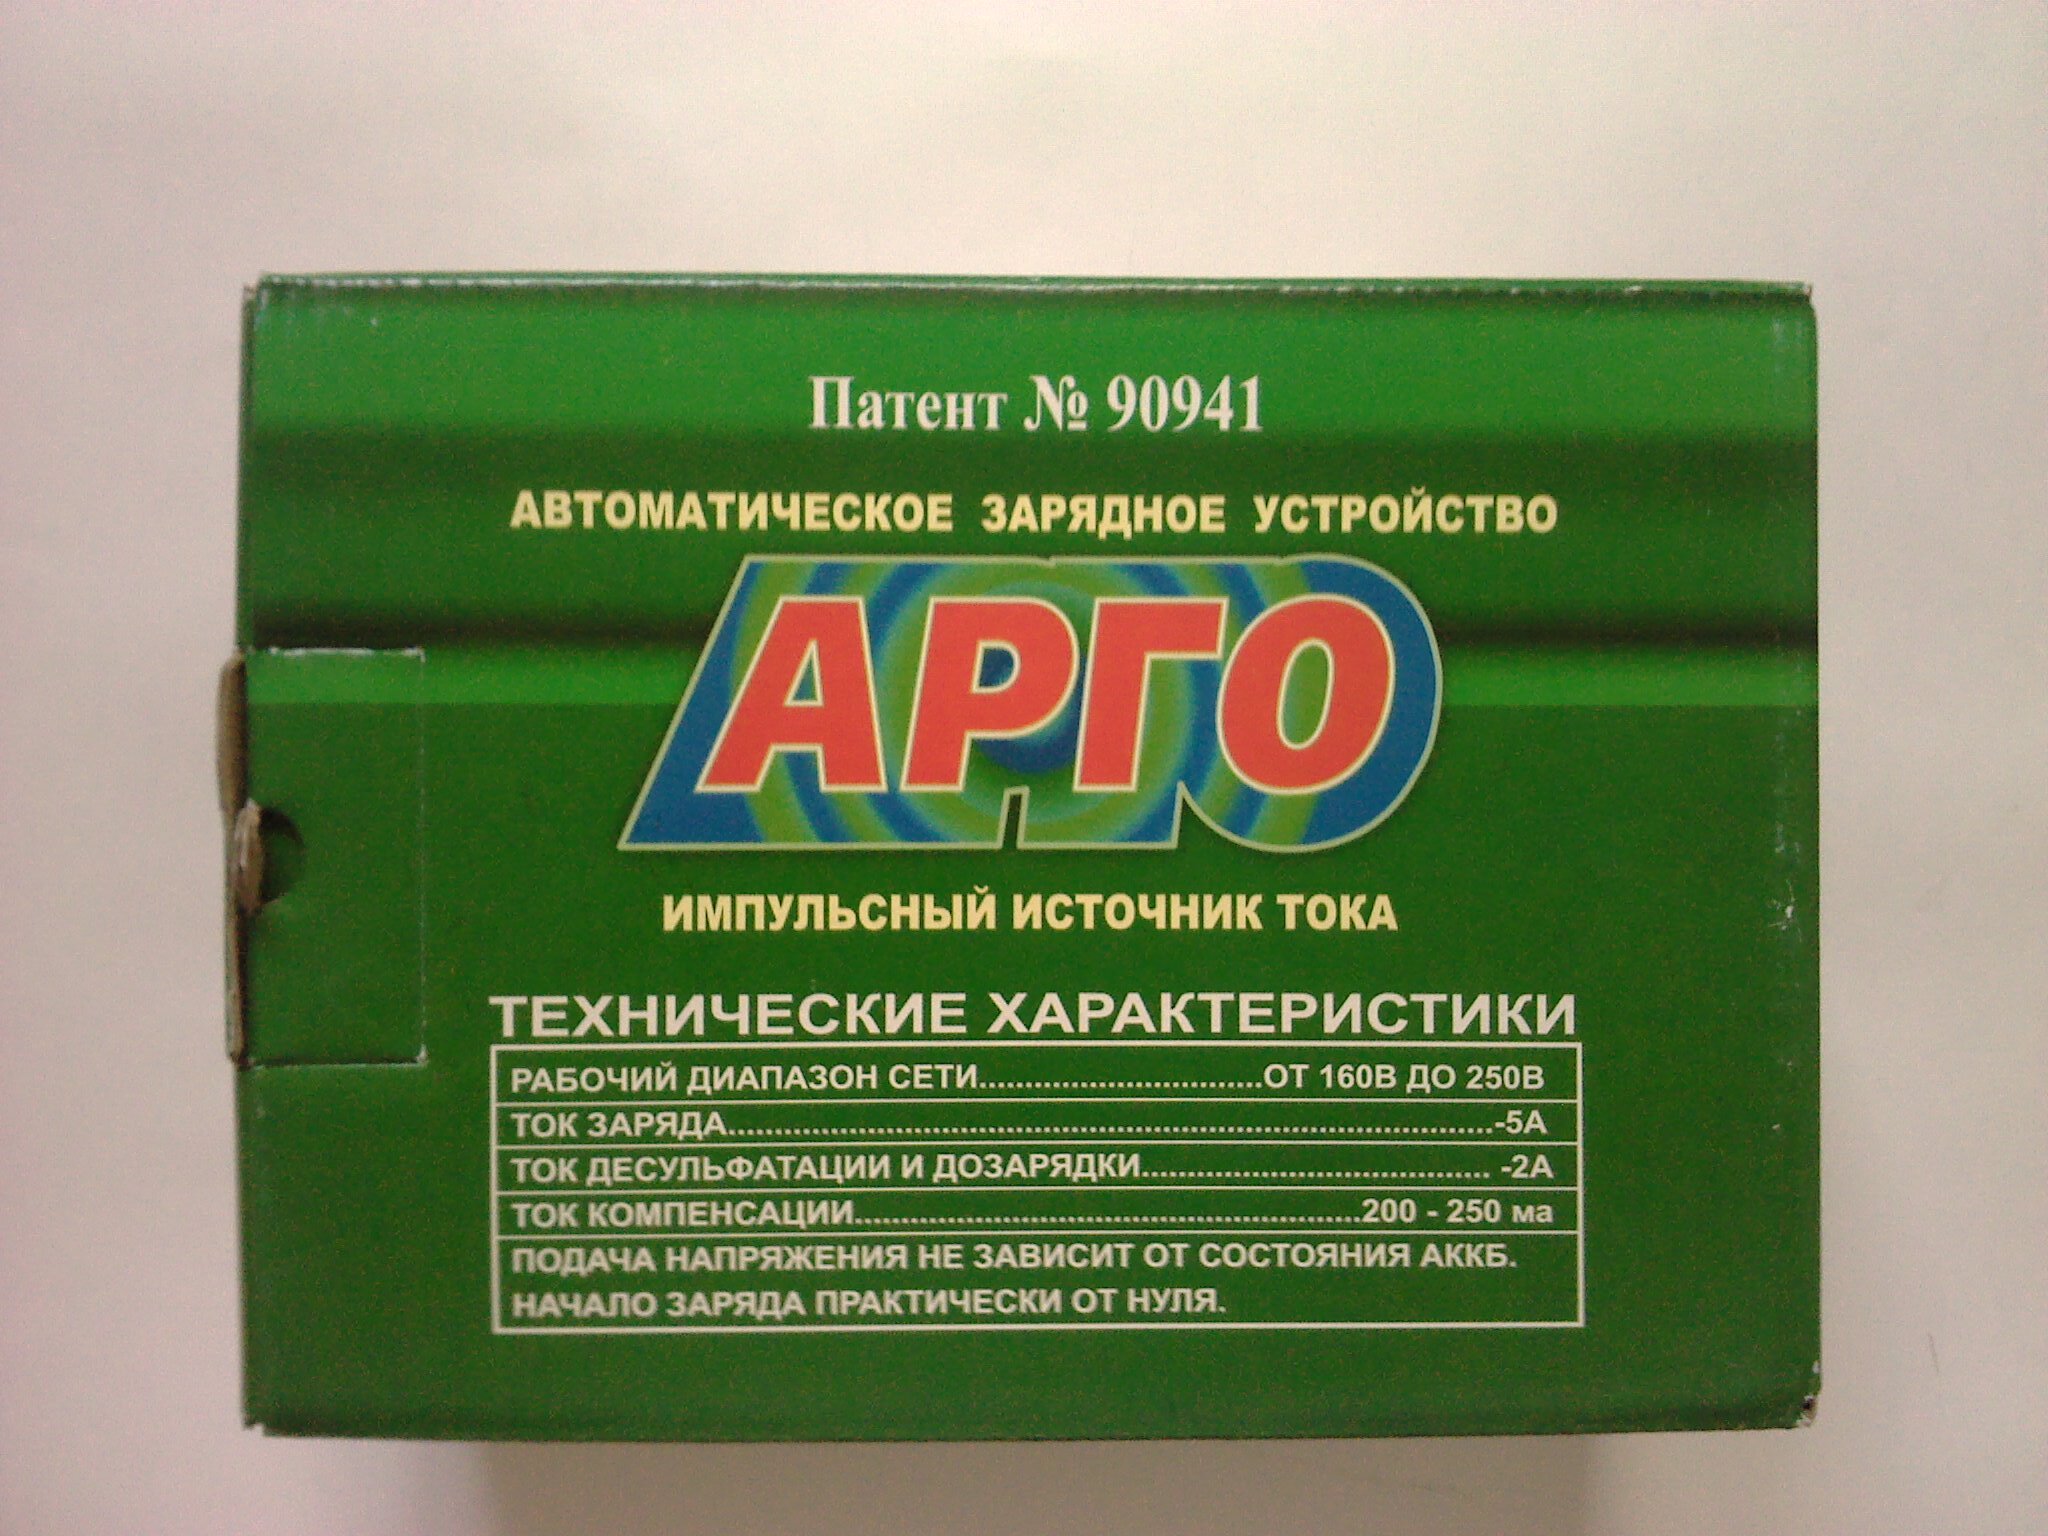 Патент № 90941
АВТОМАТИЧЕСКОЕ ЗАРЯДНОЕ УСТРОЙСТВО
АРГО
ИМПУЛЬСНЫЙ ИСТОЧНИК ТОКА
ТЕХНИЧЕСКИЕ ХАРАКТЕРИСТИКИ
РАБОЧИЙ ДИАПАЗОН СЕТИ................................ОТ 160В ДО 250В
ТОК ЗАРЯДА.......................................................................................-5А
ТОК ДЕСУЛЬФАТАЦИИ И ДОЗАРЯДКИ....................................... -2А
ТОК КОМПЕНСАЦИИ.........................................................200 - 250 ма
ПОДАЧА НАПРЯЖЕНИЯ НЕ ЗАВИСИТ ОТ СОСТОЯНИЯ АККБ.
НАЧАЛО ЗАРЯДА ПРАКТИЧЕСКИ ОТ НУЛЯ.